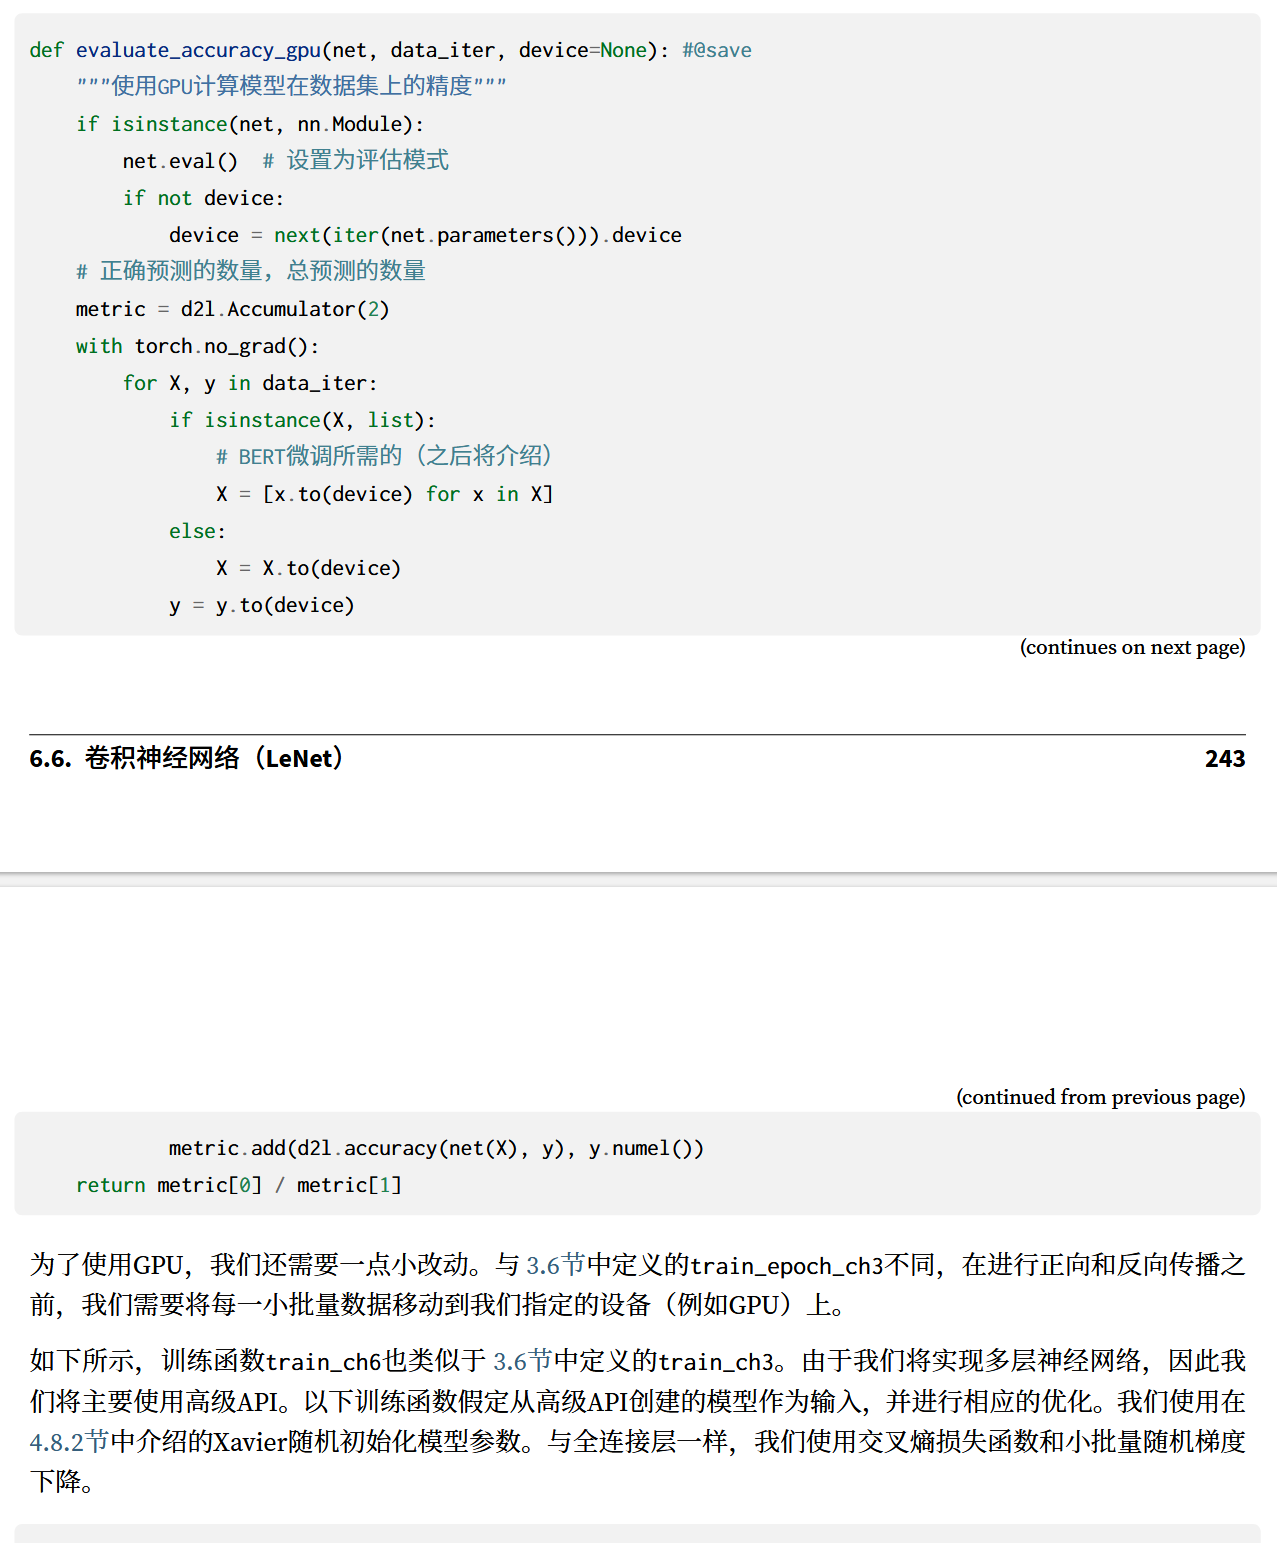 def evaluate_accuracy_gpu(net, data_iter, device=None): #@save
    """使用GPU计算模型在数据集上的精度"""
    if isinstance(net, nn.Module):
        net.eval()  # 设置为评估模式
        if not device:
            device = next(iter(net.parameters())).device
    # 正确预测的数量，总预测的数量
    metric = d2l.Accumulator(2)
    with torch.no_grad():
        for X, y in data_iter:
            if isinstance(X, list):
                # BERT微调所需的（之后将介绍）
                X = [x.to(device) for x in X]
            else:
                X = X.to(device)
            y = y.to(device)
(continues on next page)
6.6. 卷积神经网络（LeNet） 243
(continued from previous page)
            metric.add(d2l.accuracy(net(X), y), y.numel())
    return metric[0] / metric[1]
为了使用GPU，我们还需要一点小改动。与 3.6节中定义的train_epoch_ch3不同，在进行正向和反向传播之
前，我们需要将每一小批量数据移动到我们指定的设备（例如GPU）上。
如下所示，训练函数train_ch6也类似于 3.6节中定义的train_ch3。由于我们将实现多层神经网络，因此我
们将主要使用高级API。以下训练函数假定从高级API创建的模型作为输入，并进行相应的优化。我们使用在
4.8.2节中介绍的Xavier随机初始化模型参数。与全连接层一样，我们使用交叉熵损失函数和小批量随机梯度
下降。